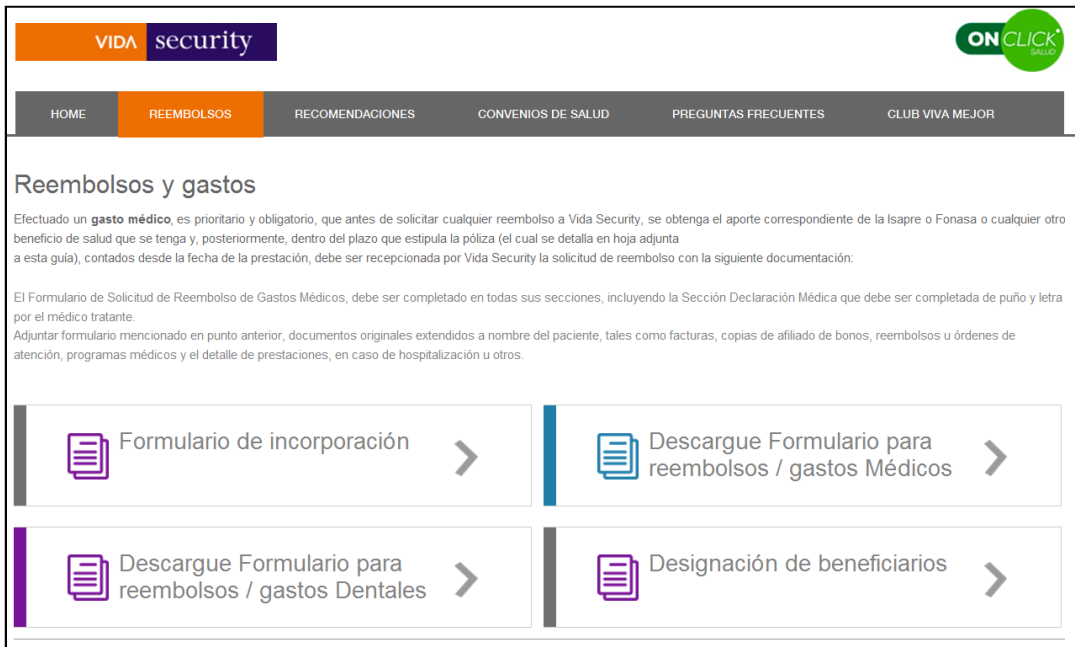 VIDA security
ON CLICK
SALUD
HOME REEMBOLSOS RECOMENDACIONES CONVENIOS DE SALUD PREGUNTAS FRECUENTES CLUB VIVA MEJOR
Reembolsos y gastos
Efectuado un gasto médico, es prioritario y obligatorio, que antes de solicitar cualquier reembolso a Vida Security, se obtenga el aporte correspondiente de la Isapre o Fonasa o cualquier otro
beneficio de salud que se tenga y, posteriormente, dentro del plazo que estipula la póliza (el cual se detalla en hoja adjunta
a esta guía), contados desde la fecha de la prestación, debe ser recepcionada por Vida Security la solicitud de reembolso con la siguiente documentación:
El Formulario de Solicitud de Reembolso de Gastos Médicos, debe ser completado en todas sus secciones, incluyendo la Sección Declaración Médica que debe ser completada de puño y letra
por el médico tratante.
Adjuntar formulario mencionado en punto anterior, documentos originales extendidos a nombre del paciente, tales como facturas, copias de afiliado de bonos, reembolsos u órdenes de
atención, programas médicos y el detalle de prestaciones, en caso de hospitalización u otros.
Formulario de incorporación
Descargue Formulario para
reembolsos / gastos Médicos
Descargue Formulario para
reembolsos / gastos Dentales
Designación de beneficiarios